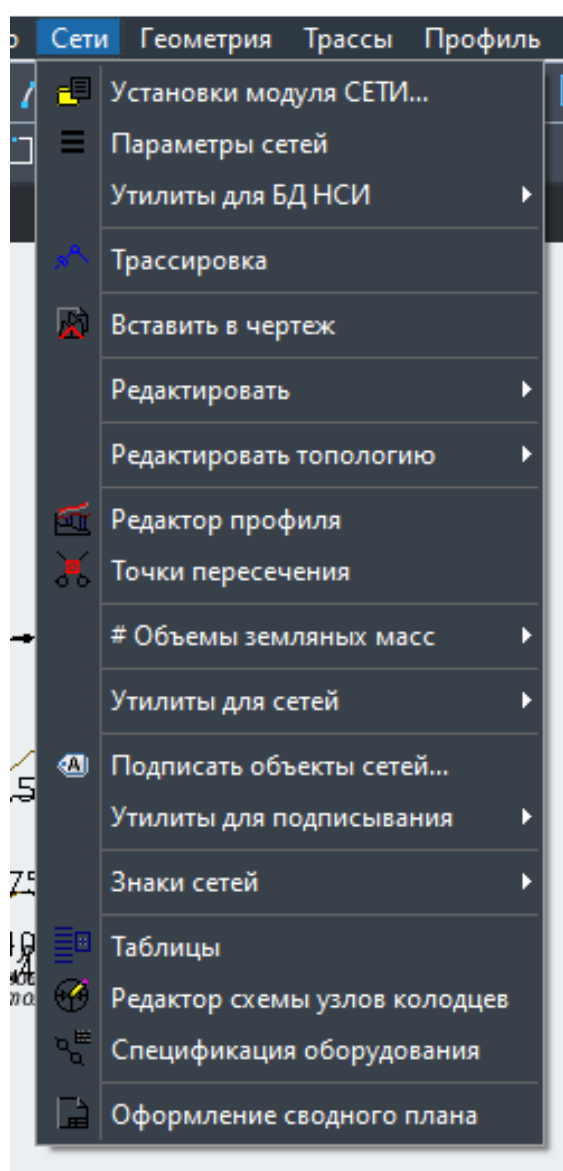 Сети Геометрия Трассы Профиль
Установки модуля СЕТИ...
Параметры сетей
Утилиты для БД НСИ
Трассировка
Вставить в чертеж
Редактировать
Редактировать топологию
Редактор профиля
Точки пересечения
# Объемы земляных масс
Утилиты для сетей
Подписать объекты сетей...
Утилиты для подписывания
Знаки сетей
Таблицы
Редактор схемы узлов колодцев
Спецификация оборудования
Оформление сводного плана